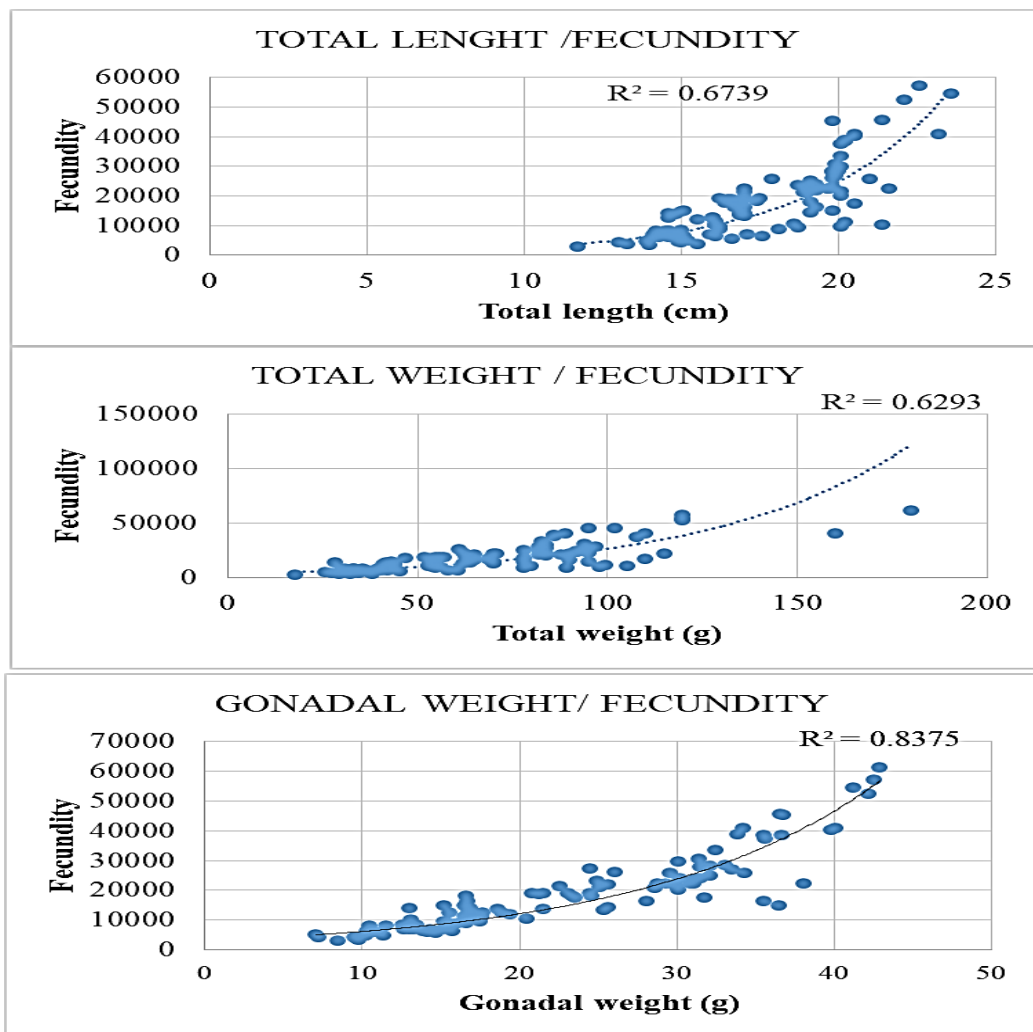 TOTAL LENGHT /FECUNDITY
R² = 0.6739
Fecundity
60000
50000
40000
30000
20000
10000
0
0 5 10 15 20 25
Total length (cm)
TOTAL WEIGHT / FECUNDITY
R² = 0.6293
Fecundity
150000
100000
50000
0
0 50 100 150 200
Total weight (g)
GONADAL WEIGHT/ FECUNDITY
R² = 0.8375
Fecundity
70000
60000
50000
40000
30000
20000
10000
0
0 10 20 30 40 50
Gonadal weight (g)